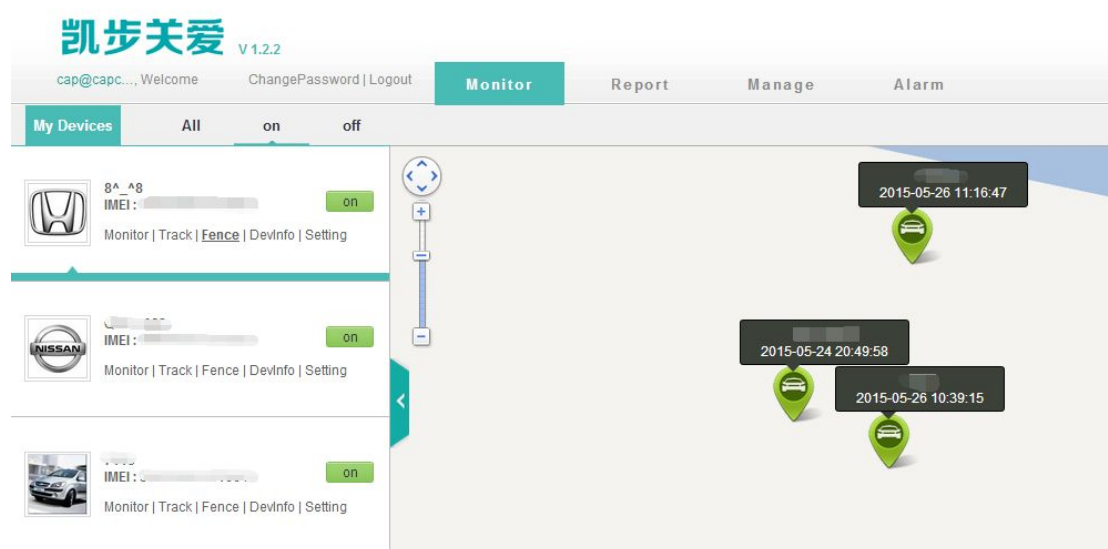 凯步关爱 V 1.2.2
cap@capc..., Welcome ChangePassword | Logout
Monitor Report Manage Alarm
My Devices All on off
8^_^8
IMEI :
on
Monitor | Track | Fence | DevInfo | Setting
NISSAN
IMEI :
on
Monitor | Track | Fence | DevInfo | Setting
IMEI :
on
Monitor | Track | Fence | DevInfo | Setting
2015-05-26 11:16:47
2015-05-24 20:49:58
2015-05-26 10:39:15